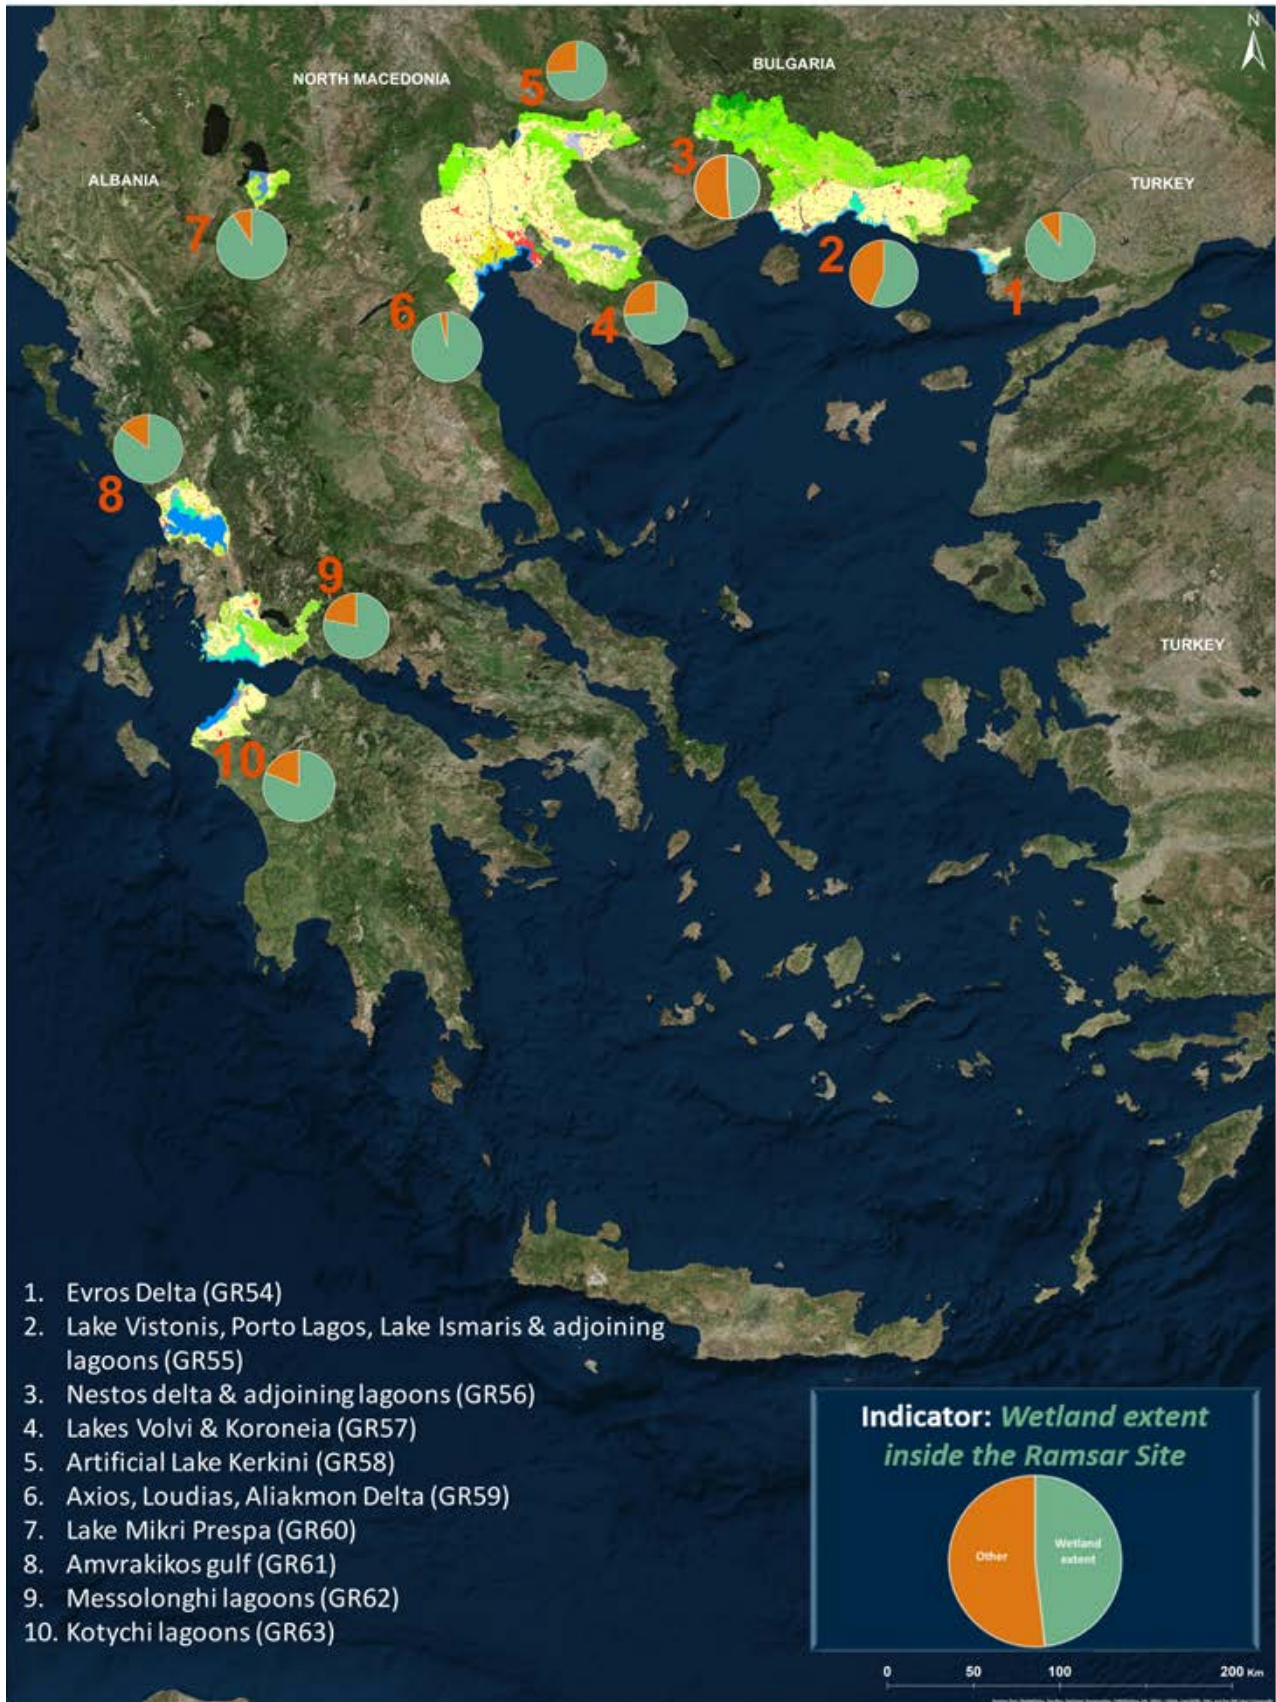 N
BULGARIA
NORTH MACEDONIA
5
3
ALBANIA
TURKEY
7
2
1
6
4
8
9
TURKEY
10
1. Evros Delta (GR54)
2. Lake Vistonis, Porto Lagos, Lake Ismaris & adjoining
lagoons (GR55)
3. Nestos delta & adjoining lagoons (GR56)
4. Lakes Volvi & Koroneia (GR57)
5. Artificial Lake Kerkini (GR58)
6. Axios, Loudias, Aliakmon Delta (GR59)
7. Lake Mikri Prespa (GR60)
8. Amvrakikos gulf (GR61)
9. Messolonghi lagoons (GR62)
10. Kotychi lagoons (GR63)
Indicator: Wetland extent
inside the Ramsar Site
Other
Wetland
extent
0 50 100 200 Km